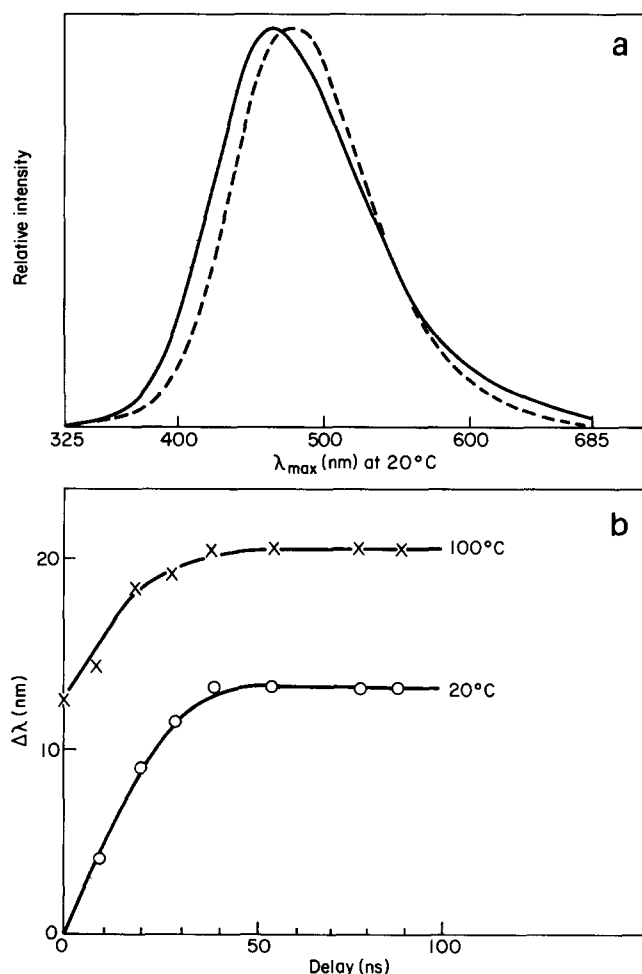 a
Relative intensity
325 400 500 600 685
λmax (nm) at 20°C
b
20
100°C
Δλ (nm)
20°C
10
0
0 50 100
Delay (ns)